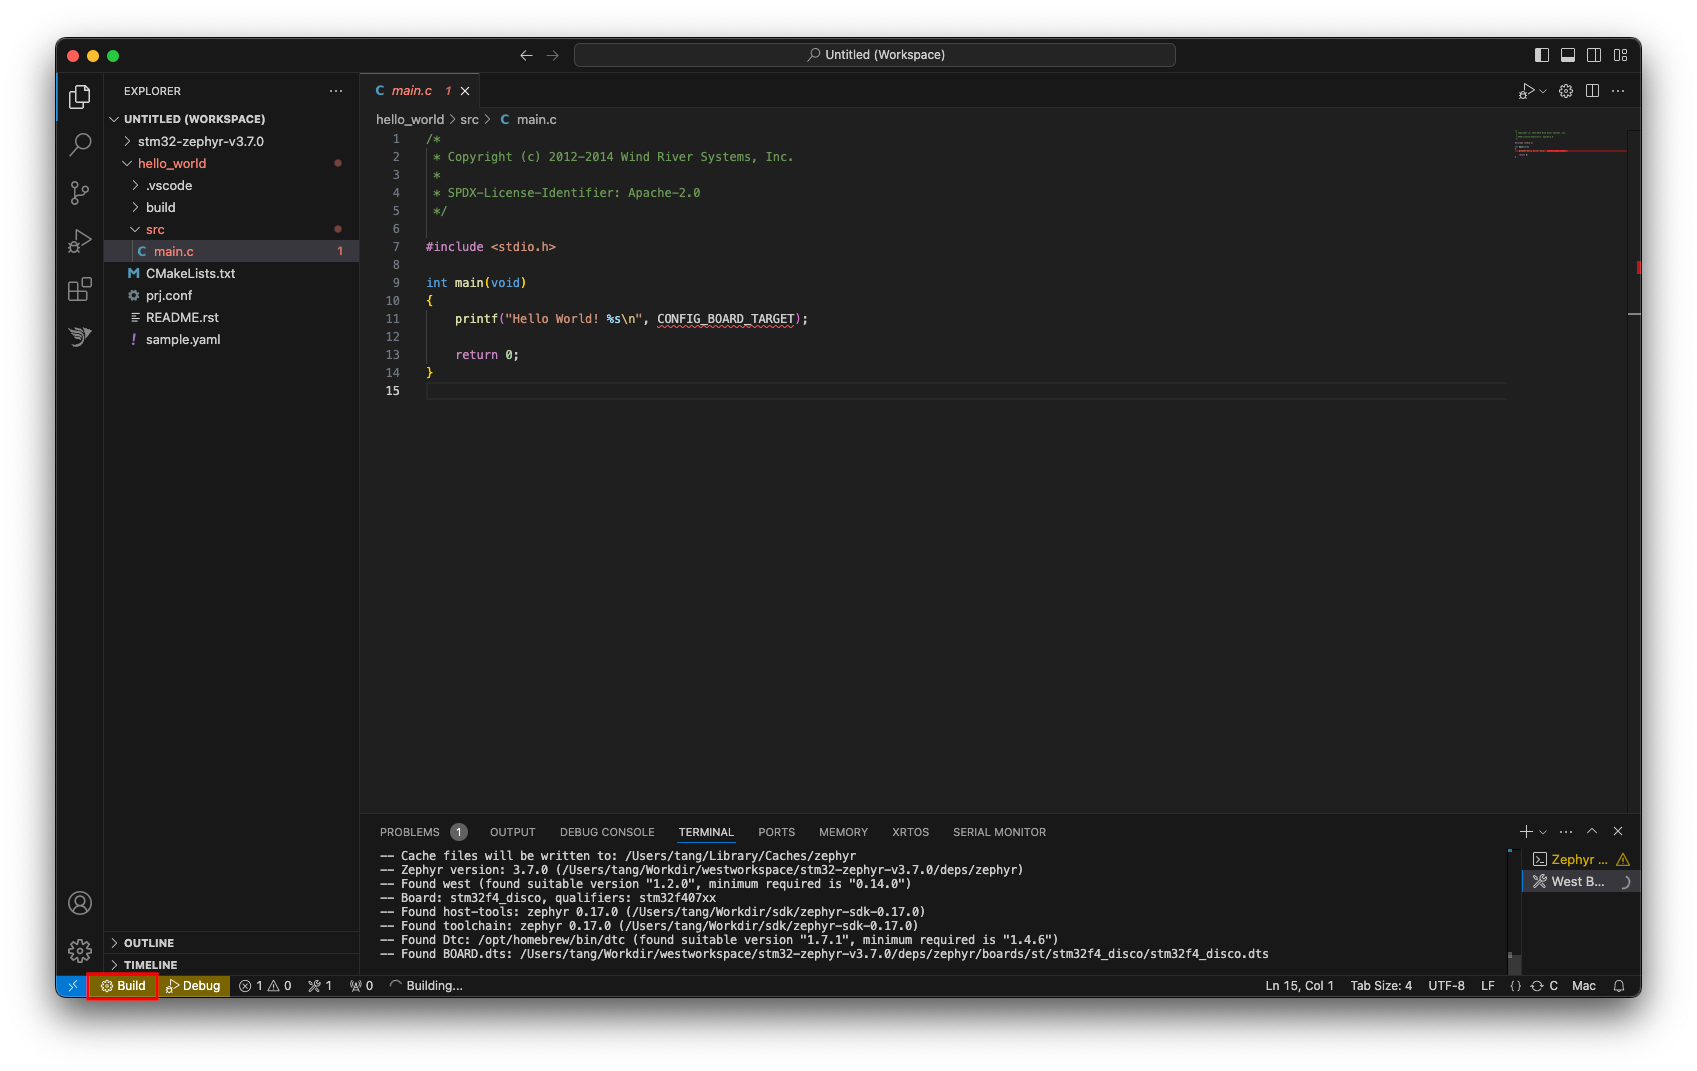 Untitled (Workspace)
EXPLORER
UNTITLED (WORKSPACE)
stm32-zephyr-v3.7.0
hello_world
.vscode
build
src
C main.c 1
M CMakeLists.txt
prj.conf
README.rst
! sample.yaml
OUTLINE
TIMELINE
C main.c 1
hello_world > src > C main.c
1 /*
2 * Copyright (c) 2012-2014 Wind River Systems, Inc.
3 *
4 * SPDX-License-Identifier: Apache-2.0
5 */
6
7 #include <stdio.h>
8
9 int main(void)
10 {
11 printf("Hello World! %s\n", CONFIG_BOARD_TARGET);
12
13 return 0;
14 }
15
PROBLEMS 1 OUTPUT DEBUG CONSOLE TERMINAL PORTS MEMORY XRTOS SERIAL MONITOR
-- Cache files will be written to: /Users/tang/Library/Caches/zephyr
-- Zephyr version: 3.7.0 (/Users/tang/Workdir/westworkspace/stm32-zephyr-v3.7.0/deps/zephyr)
-- Found west (found suitable version "1.2.0", minimum required is "0.14.0")
-- Board: stm32f4_disco, qualifiers: stm32f407xx
-- Found host-tools: zephyr 0.17.0 (/Users/tang/Workdir/sdk/zephyr-sdk-0.17.0)
-- Found toolchain: zephyr 0.17.0 (/Users/tang/Workdir/sdk/zephyr-sdk-0.17.0)
-- Found Dtc: /opt/homebrew/bin/dtc (found suitable version "1.7.1", minimum required is "1.4.6")
-- Found BOARD.dts: /Users/tang/Workdir/westworkspace/stm32-zephyr-v3.7.0/deps/zephyr/boards/st/stm32f4_disco/stm32f4_disco.dts
Zephyr ...
West B...
Build Debug 1 0 1 0 Building... Ln 15, Col 1 Tab Size: 4 UTF-8 LF {} C Mac